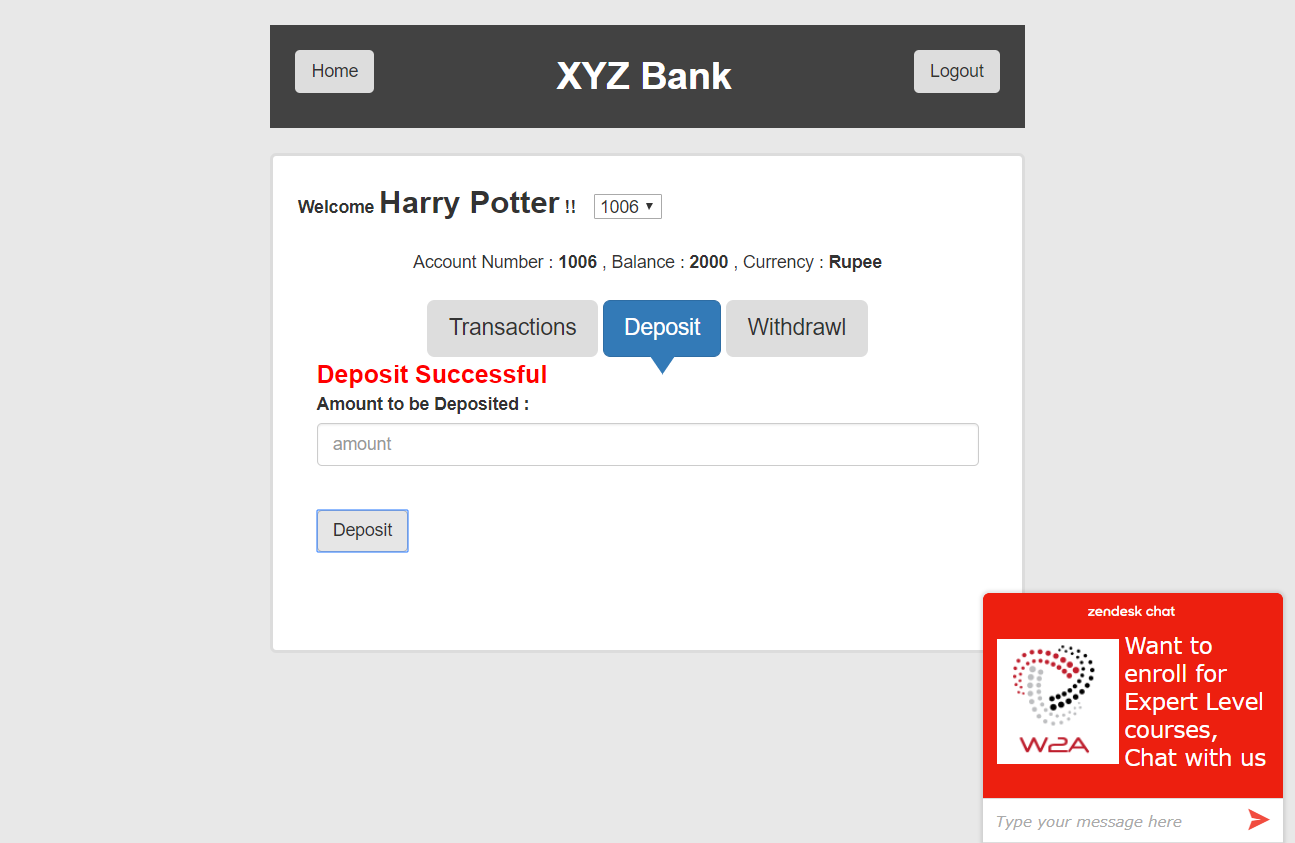 Home
XYZ Bank
Logout
Welcome Harry Potter !! 1006
Account Number : 1006 , Balance : 2000 , Currency : Rupee
Transactions
Deposit
Withdrawl
Deposit Successful
Amount to be Deposited :
amount
Deposit
zendesk chat
Want to
enroll for
Expert Level
courses,
Chat with us
W2A
Type your message here